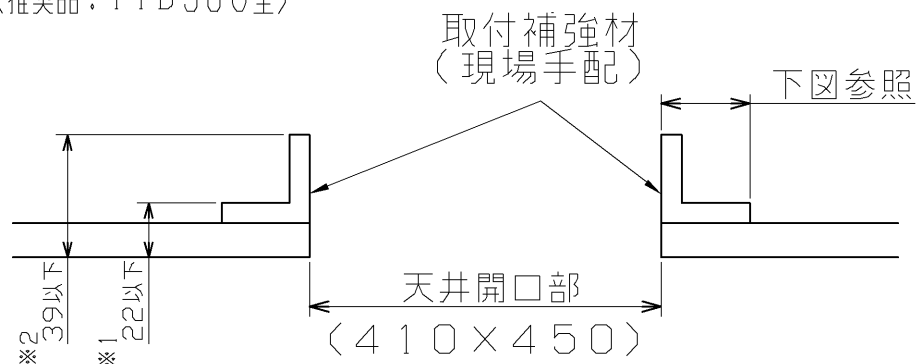 取付補強材
(現場手配)
下図参照
※2
39以下
※1
22以下
天井開口部
(410×450)